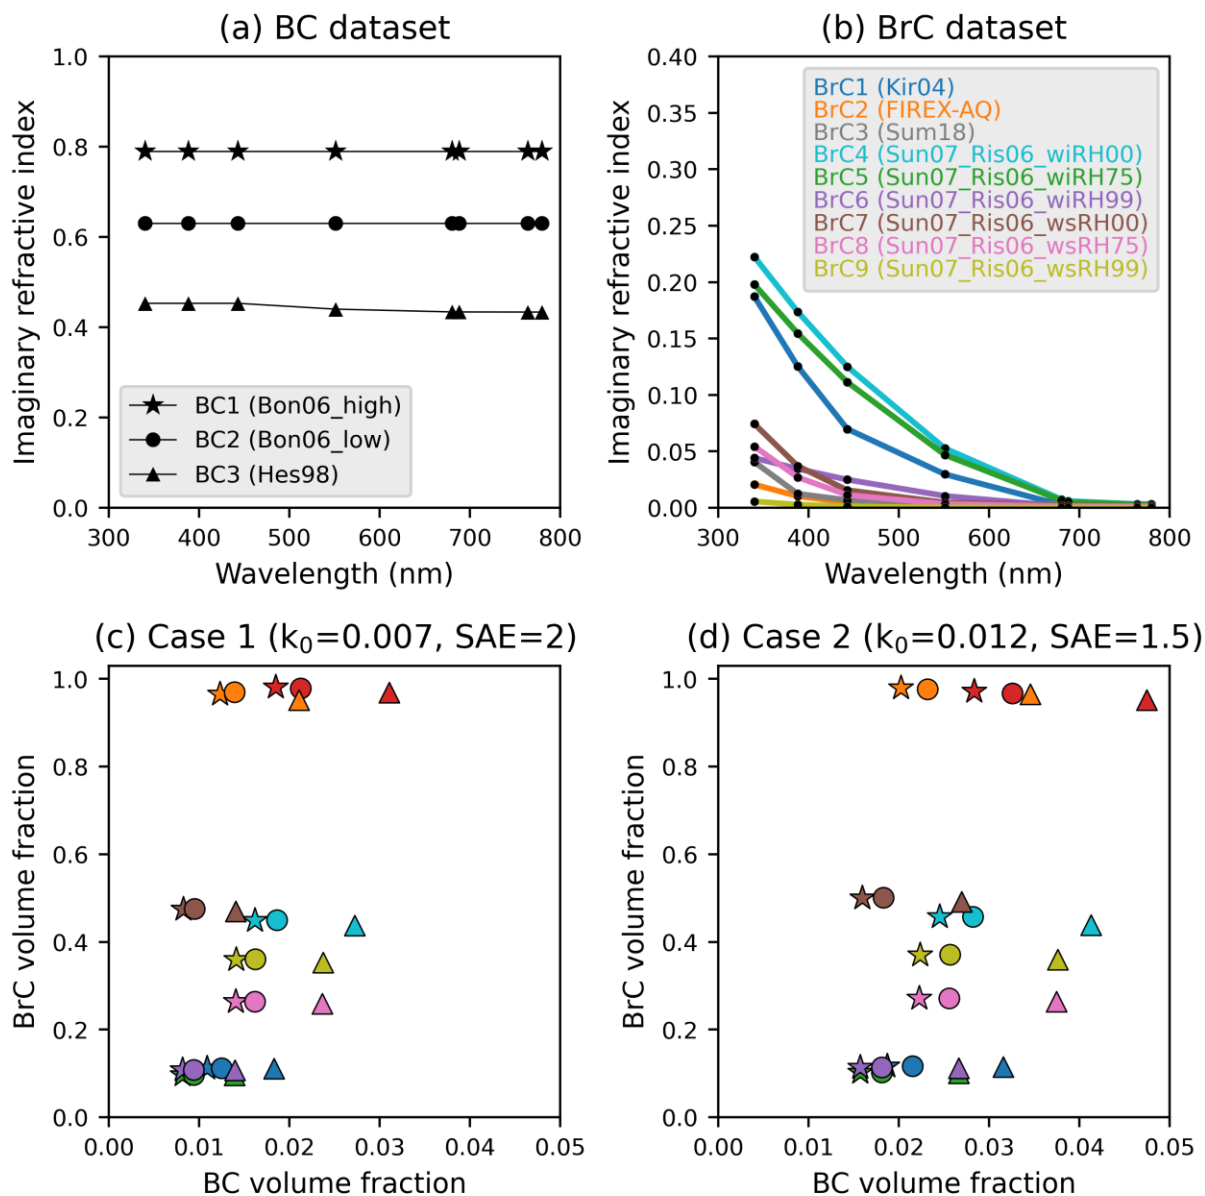 (a) BC dataset
Imaginary refractive index
1.0
0.8
0.6
0.4
0.2
0.0
BC1 (Bon06_high)
BC2 (Bon06_low)
BC3 (Hes98)
300 400 500 600 700 800
Wavelength (nm)
(b) BrC dataset
Imaginary refractive index
0.40
0.35
0.30
0.25
0.20
0.15
0.10
0.05
0.00
BrC1 (Kir04)
BrC2 (FIREX-AQ)
BrC3 (Sum18)
BrC4 (Sun07_Ris06_wiRH00)
BrC5 (Sun07_Ris06_wiRH75)
BrC6 (Sun07_Ris06_wiRH99)
BrC7 (Sun07_Ris06_wsRH00)
BrC8 (Sun07_Ris06_wsRH75)
BrC9 (Sun07_Ris06_wsRH99)
300 400 500 600 700 800
Wavelength (nm)
(c) Case 1 (k₀=0.007, SAE=2)
BrC volume fraction
1.0
0.8
0.6
0.4
0.2
0.0
0.00 0.01 0.02 0.03 0.04 0.05
BC volume fraction
(d) Case 2 (k₀=0.012, SAE=1.5)
BrC volume fraction
1.0
0.8
0.6
0.4
0.2
0.0
0.00 0.01 0.02 0.03 0.04 0.05
BC volume fraction